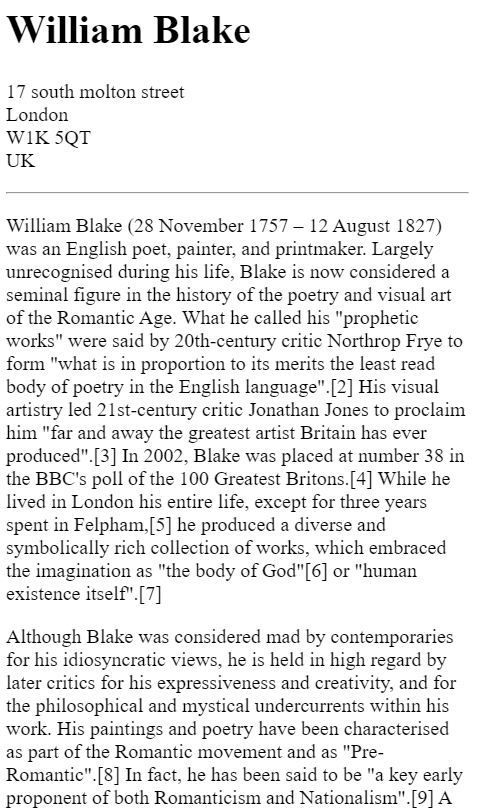 William Blake
17 south molton street
London
W1K 5QT
UK
William Blake (28 November 1757 – 12 August 1827)
was an English poet, painter, and printmaker. Largely
unrecognised during his life, Blake is now considered a
seminal figure in the history of the poetry and visual art
of the Romantic Age. What he called his "prophetic
works" were said by 20th-century critic Northrop Frye to
form "what is in proportion to its merits the least read
body of poetry in the English language".[2] His visual
artistry led 21st-century critic Jonathan Jones to proclaim
him "far and away the greatest artist Britain has ever
produced".[3] In 2002, Blake was placed at number 38 in
the BBC's poll of the 100 Greatest Britons.[4] While he
lived in London his entire life, except for three years
spent in Felpham,[5] he produced a diverse and
symbolically rich collection of works, which embraced
the imagination as "the body of God"[6] or "human
existence itself".[7]
Although Blake was considered mad by contemporaries
for his idiosyncratic views, he is held in high regard by
later critics for his expressiveness and creativity, and for
the philosophical and mystical undercurrents within his
work. His paintings and poetry have been characterised
as part of the Romantic movement and as "Pre-
Romantic".[8] In fact, he has been said to be "a key early
proponent of both Romanticism and Nationalism".[9] A